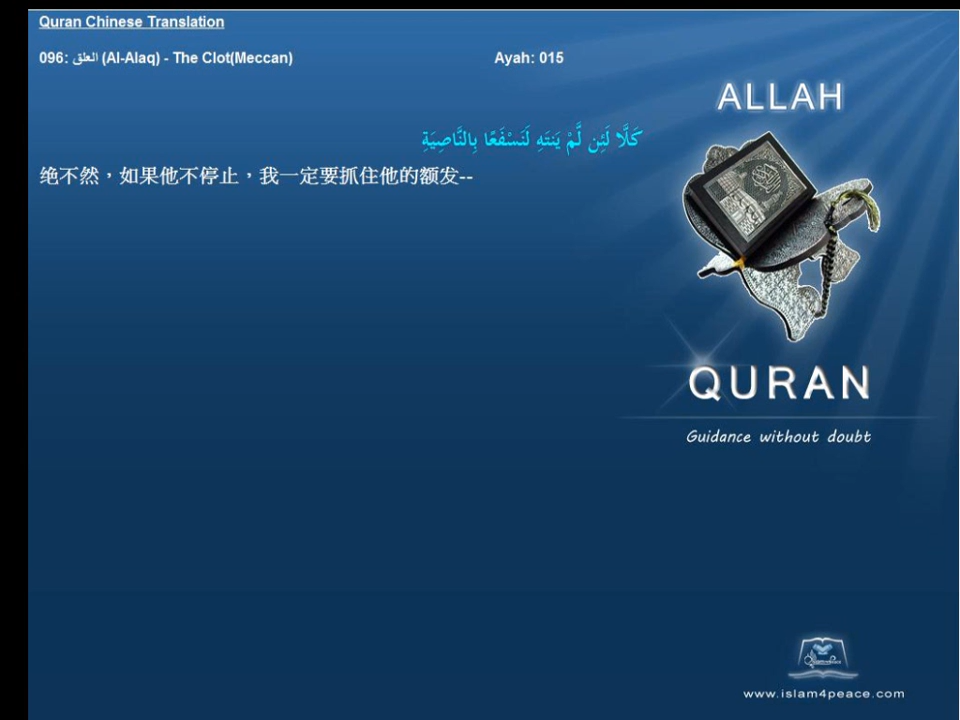 Quran Chinese Translation
096: العلق (Al-Alaq) - The Clot(Meccan) Ayah: 015
كَلَّا لَئِن لَّمْ يَنتَهِ لَنَسْفَعًا بِالنَّاصِيَةِ
绝不然，如果他不停止，我一定要抓住他的额发--
ALLAH
QURAN
Guidance without doubt
www.islam4peace.com